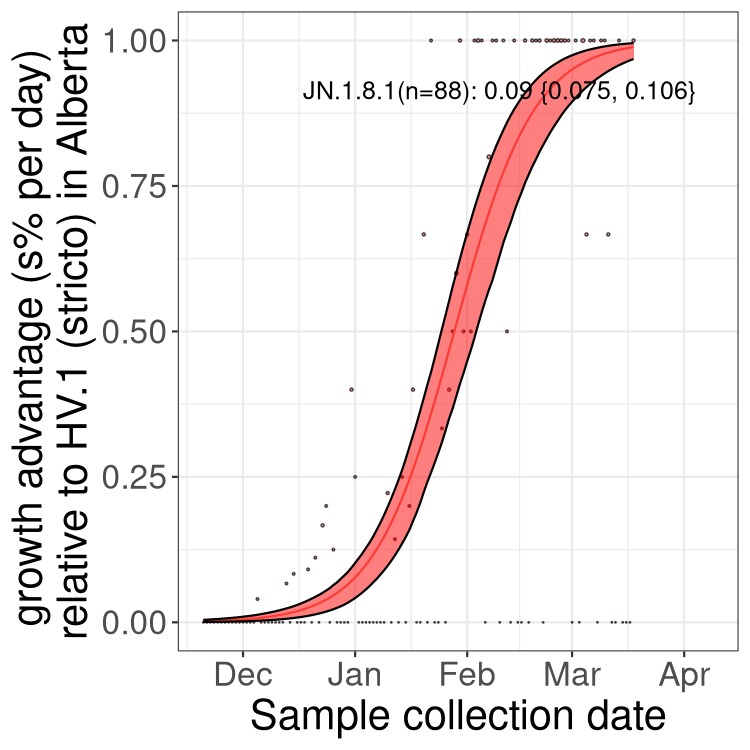 growth advantage (s% per day)
relative to HV.1 (stricto) in Alberta
1.00
0.75
0.50
0.25
0.00
JN.1.8.1(n=88): 0.09 {0.075, 0.106}
Dec Jan Feb Mar Apr
Sample collection date